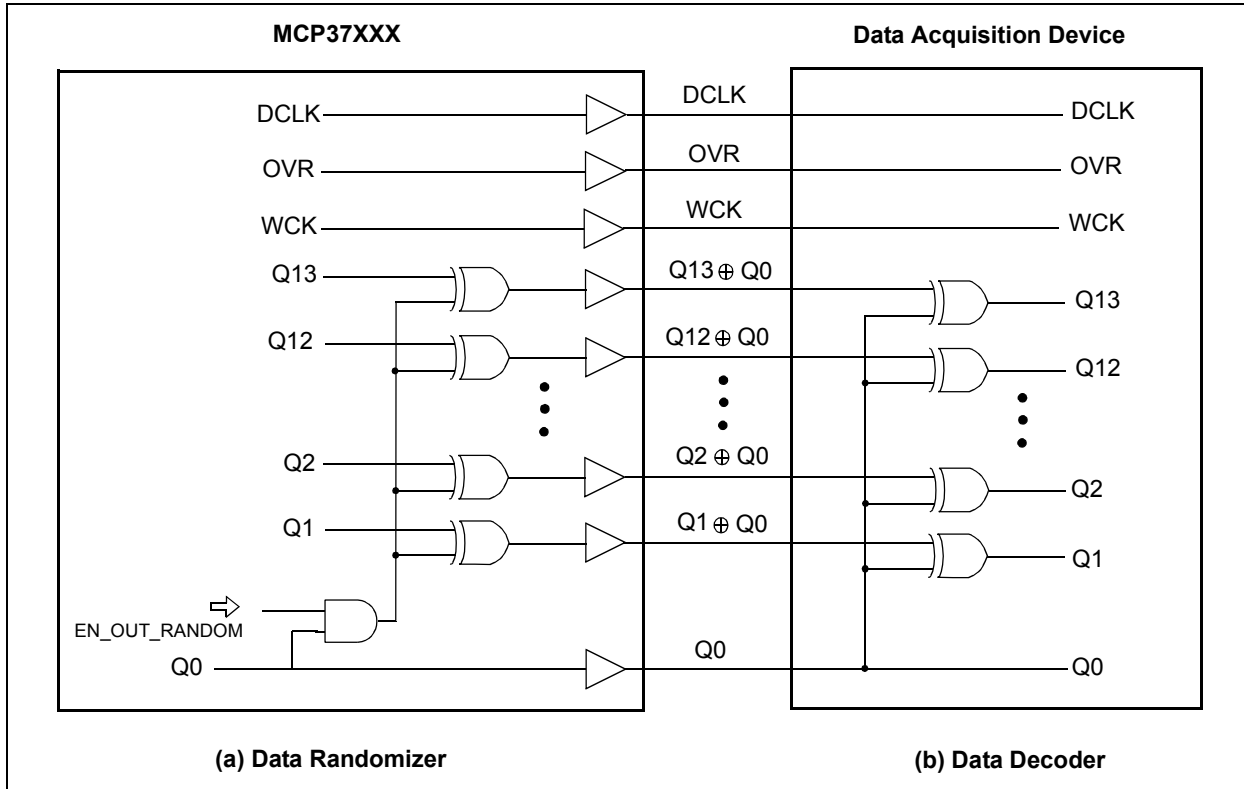 MCP37XXX
Data Acquisition Device
DCLK
DCLK
DCLK
OVR
OVR
OVR
WCK
WCK
WCK
Q13
Q13 ⊕ Q0
Q13
Q12
Q12 ⊕ Q0
Q12
Q2
Q2 ⊕ Q0
Q2
Q1
Q1 ⊕ Q0
Q1
EN_OUT_RANDOM
Q0
Q0
Q0
(a) Data Randomizer
(b) Data Decoder